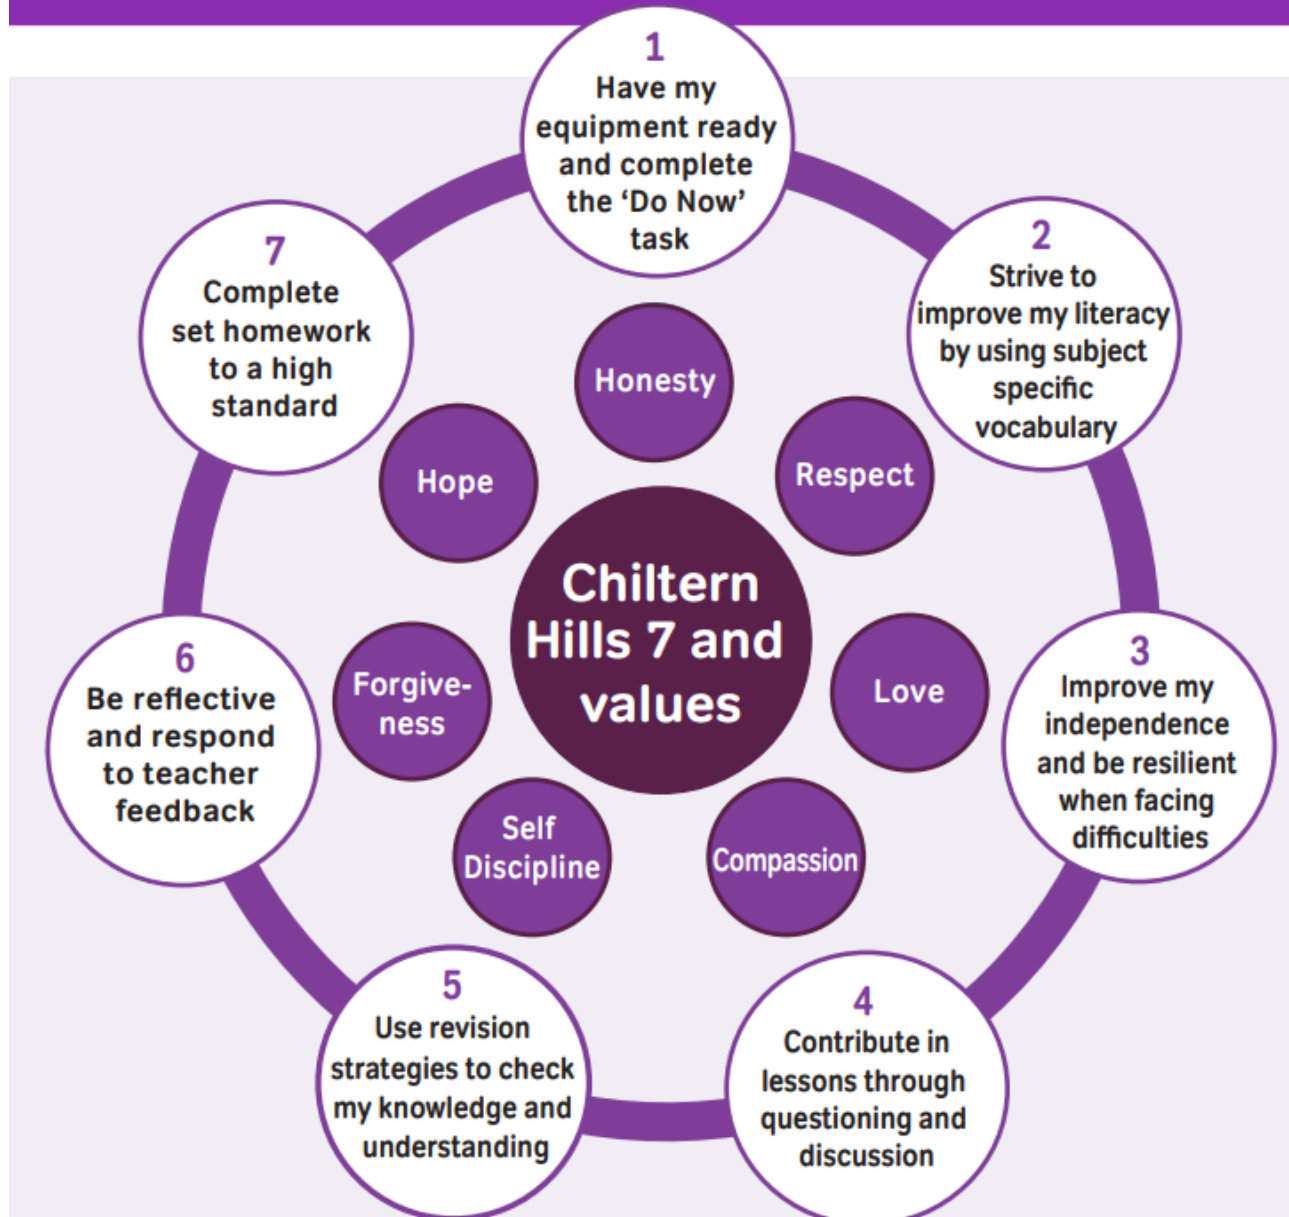 1
Have my
equipment ready
and complete
the ‘Do Now’
task
2
Strive to
improve my literacy
by using subject
specific
vocabulary
3
Improve my
independence
and be resilient
when facing
difficulties
4
Contribute in
lessons through
questioning and
discussion
5
Use revision
strategies to check
my knowledge and
understanding
6
Be reflective
and respond
to teacher
feedback
7
Complete
set homework
to a high
standard
Honesty
Respect
Love
Compassion
Self
Discipline
Forgive-
ness
Hope
Chiltern
Hills 7 and
values